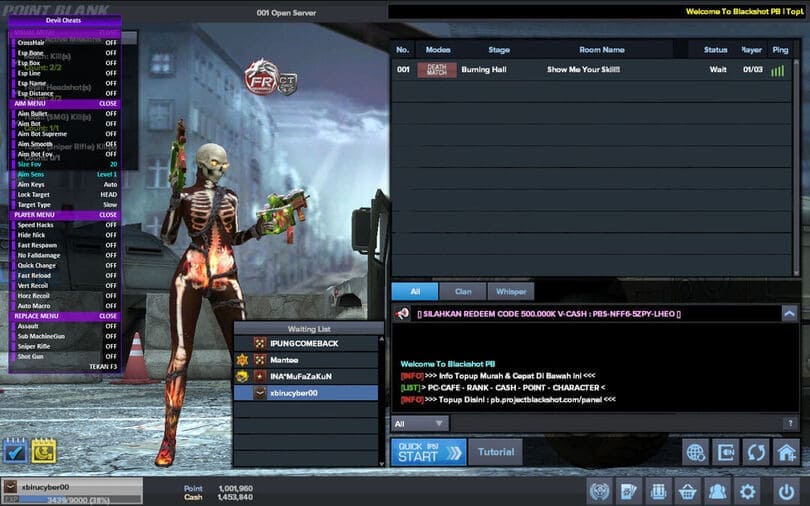 POINT BLANK
001 Open Server
Welcome To Blackshot PB | TopU
Devil Cheats
CLOSE
CrossHair OFF
Esp Bone OFF
Esp Box OFF
Esp Line OFF
Esp Name OFF
Esp Distance OFF
AIM MENU CLOSE
Aim Bullet OFF
Aim Bot OFF
Aim Bot Supreme OFF
Aim Smooth OFF
Aim Bot Fov OFF
Size Fov 20
Aim Sens Level 1
Aim Keys Auto
Lock Target HEAD
Target Type Slow
PLAYER MENU CLOSE
Speed Hacks OFF
Hide Nick OFF
Fast Respawn OFF
No Falldamage OFF
Quick Change OFF
Fast Reload OFF
Vert Recoil OFF
Horz Recoil OFF
Auto Macro OFF
REPLACE MENU CLOSE
Assault OFF
Sub MachineGun OFF
Sniper Rifle OFF
Shot Gun OFF
TEKAN F3
FR
CT
No. Modes Stage Room Name Status Player Ping
001 DEATH MATCH Burning Hall Show Me Your Skill!! Wait 01/03
All Clan Whisper
[] SILAHKAN REDEEM CODE 500.000K V-CASH : PBS-NFF6-5ZPY-LHEO []
Welcome To Blackshot PB
[INFO] >>> Info Topup Murah & Cepat Di Bawah Ini <<<
[LIST] > PC-CAFE - RANK - CASH - POINT - CHARACTER <
[INFO] >>> Topup Disini : pb.projectblackshot.com/panel <<<
All ?
Waiting List
IPUNGCOMEBACK
Mantee
INA*MuFaZaKuN
xbirucyber00
QUICK (F5) START
Tutorial
xbirucyber00
EXP 3439/9000 (38%)
Point 1,001,960
Cash 1,453,840